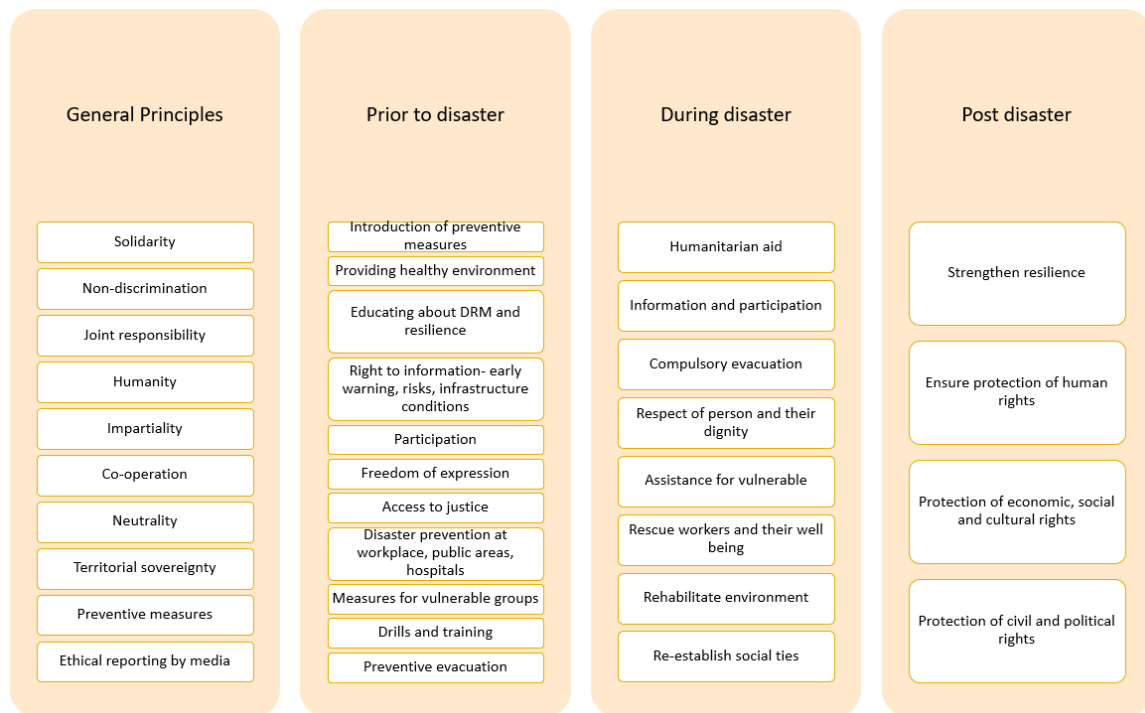 General Principles
Solidarity
Non-discrimination
Joint responsibility
Humanity
Impartiality
Co-operation
Neutrality
Territorial sovereignty
Preventive measures
Ethical reporting by media
Prior to disaster
Introduction of preventive
measures
Providing healthy environment
Educating about DRM and
resilience
Right to information- early
warning, risks, infrastructure
conditions
Participation
Freedom of expression
Access to justice
Disaster prevention at
workplace, public areas,
hospitals
Measures for vulnerable groups
Drills and training
Preventive evacuation
During disaster
Humanitarian aid
Information and participation
Compulsory evacuation
Respect of person and their
dignity
Assistance for vulnerable
Rescue workers and their well
being
Rehabilitate environment
Re-establish social ties
Post disaster
Strengthen resilience
Ensure protection of human
rights
Protection of economic, social
and cultural rights
Protection of civil and political
rights